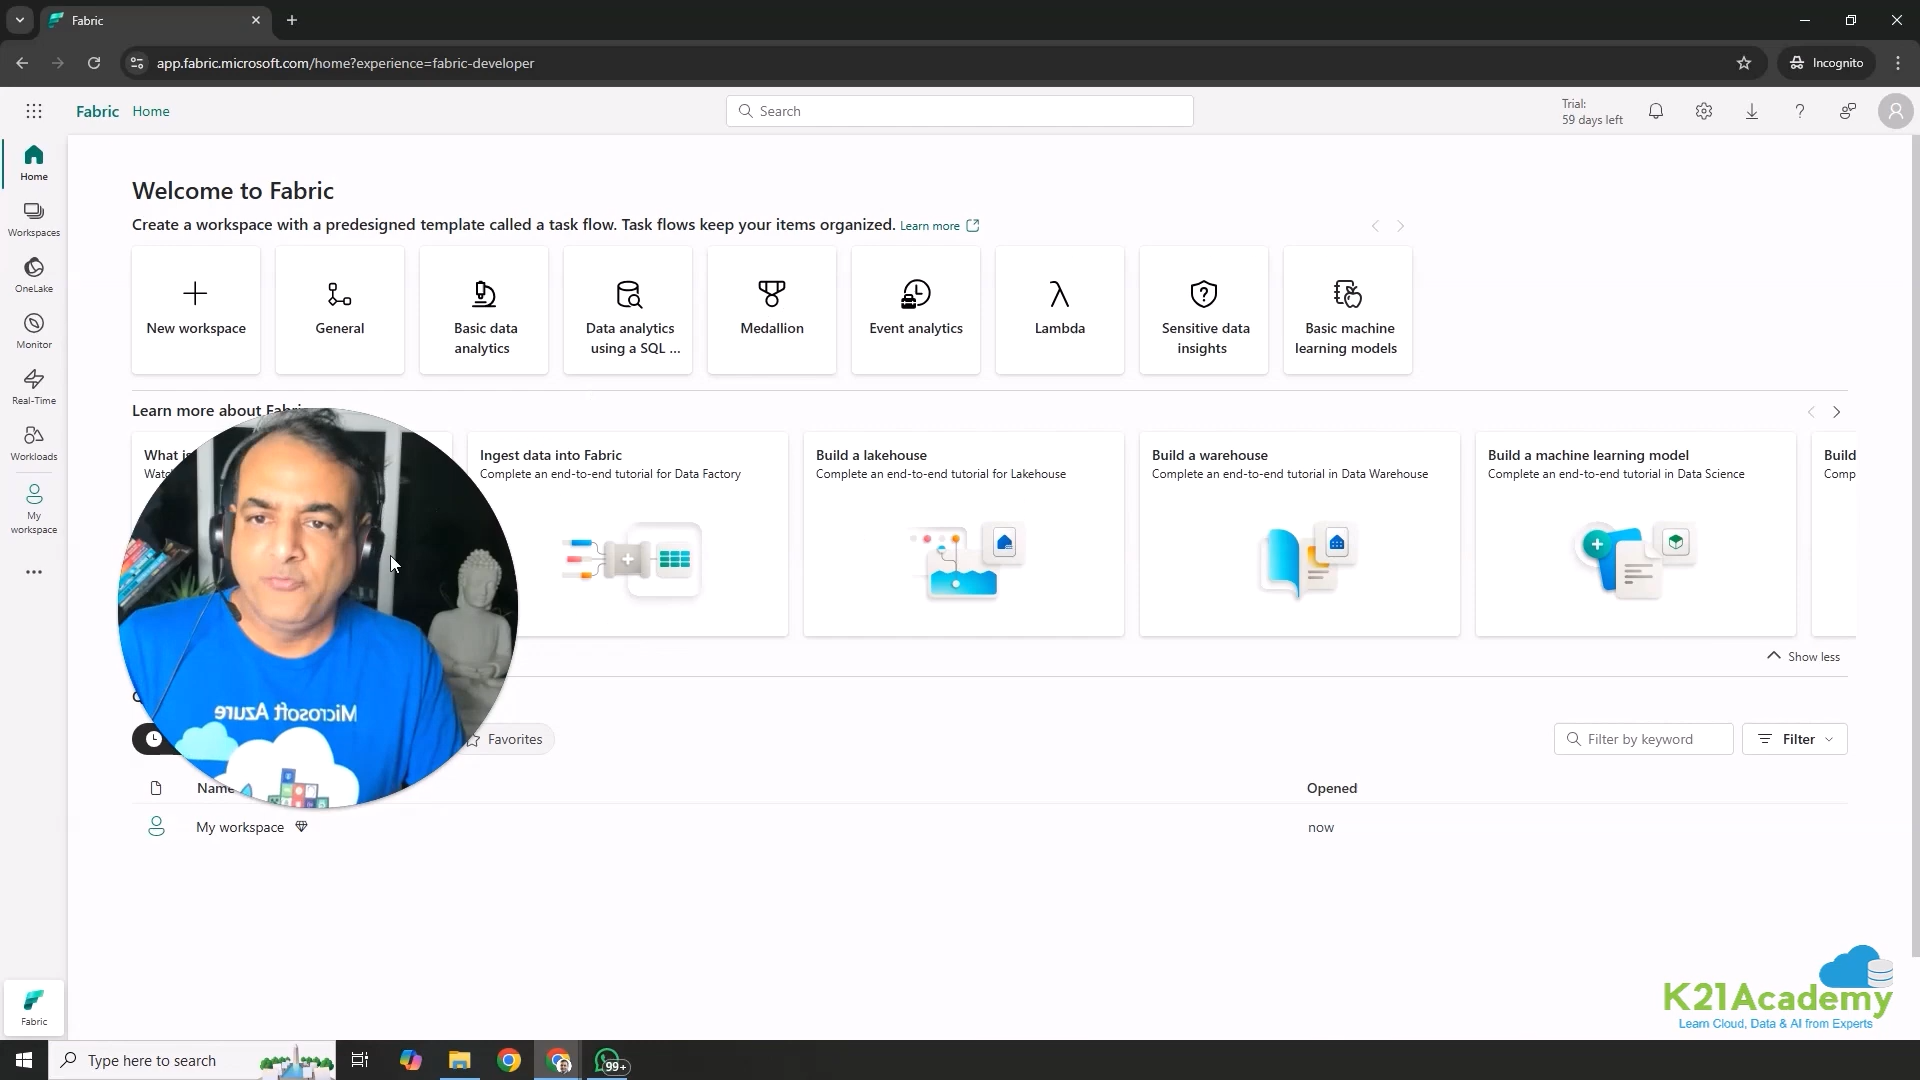 Fabric
app.fabric.microsoft.com/home?experience=fabric-developer
Incognito
Fabric Home
Search
Trial:
59 days left
Home
Workspaces
OneLake
Monitor
Real-Time
Workloads
My
workspace
Fabric
Welcome to Fabric
Create a workspace with a predesigned template called a task flow. Task flows keep your items organized. Learn more
New workspace
General
Basic data
analytics
Data analytics
using a SQL ...
Medallion
Event analytics
Lambda
Sensitive data
insights
Basic machine
learning models
Learn more about Fabric
What is
Ingest data into Fabric
Complete an end-to-end tutorial for Data Factory
Build a lakehouse
Complete an end-to-end tutorial for Lakehouse
Build a warehouse
Complete an end-to-end tutorial in Data Warehouse
Build a machine learning model
Complete an end-to-end tutorial in Data Science
Build
Comp
Show less
Microsoft Azure
Favorites
Filter by keyword
Filter
Name
Opened
My workspace
now
K21Academy
Learn Cloud, Data & AI from Experts
Type here to search
99+